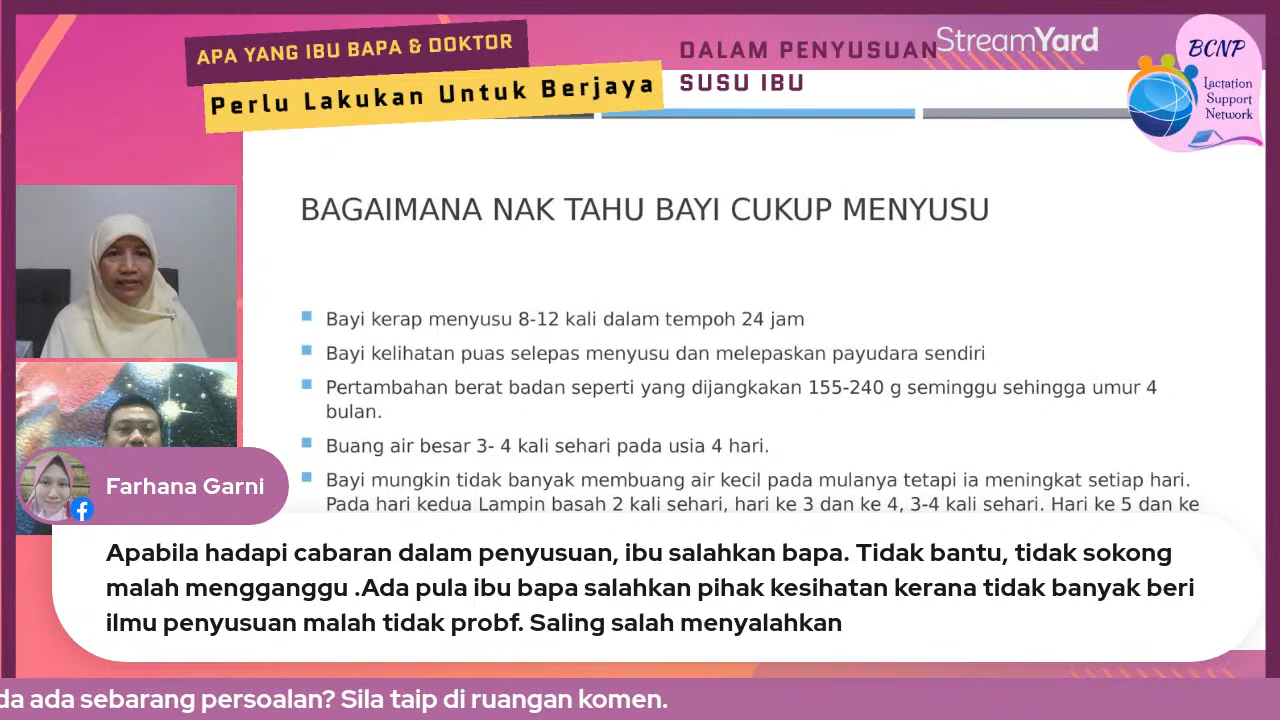 APA YANG IBU BAPA & DOKTOR
Perlu Lakukan Untuk Berjaya
DALAM PENYUSUAN
SUSU IBU
StreamYard
BCNP
Lactation
Support
Network
BAGAIMANA NAK TAHU BAYI CUKUP MENYUSU
Bayi kerap menyusu 8-12 kali dalam tempoh 24 jam
Bayi kelihatan puas selepas menyusu dan melepaskan payudara sendiri
Pertambahan berat badan seperti yang dijangkakan 155-240 g seminggu sehingga umur 4
bulan.
Buang air besar 3- 4 kali sehari pada usia 4 hari.
Bayi mungkin tidak banyak membuang air kecil pada mulanya tetapi ia meningkat setiap hari.
Pada hari kedua Lampin basah 2 kali sehari, hari ke 3 dan ke 4, 3-4 kali sehari. Hari ke 5 dan ke
Farhana Garni
Apabila hadapi cabaran dalam penyusuan, ibu salahkan bapa. Tidak bantu, tidak sokong
malah mengganggu .Ada pula ibu bapa salahkan pihak kesihatan kerana tidak banyak beri
ilmu penyusuan malah tidak probf. Saling salah menyalahkan
da ada sebarang persoalan? Sila taip di ruangan komen.